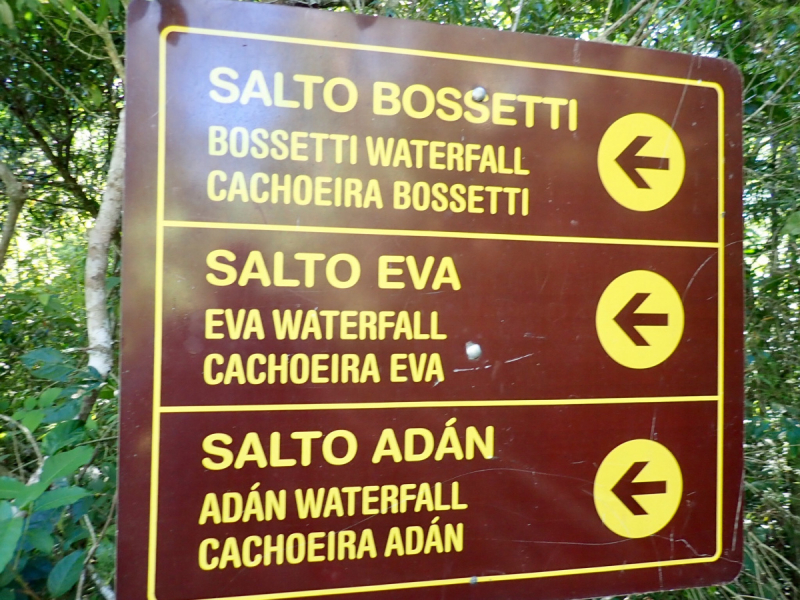 SALTO BOSSETTI
BOSSETTI WATERFALL
CACHOEIRA BOSSETTI
SALTO EVA
EVA WATERFALL
CACHOEIRA EVA
SALTO ADÁN
ADÁN WATERFALL
CACHOEIRA ADÁN